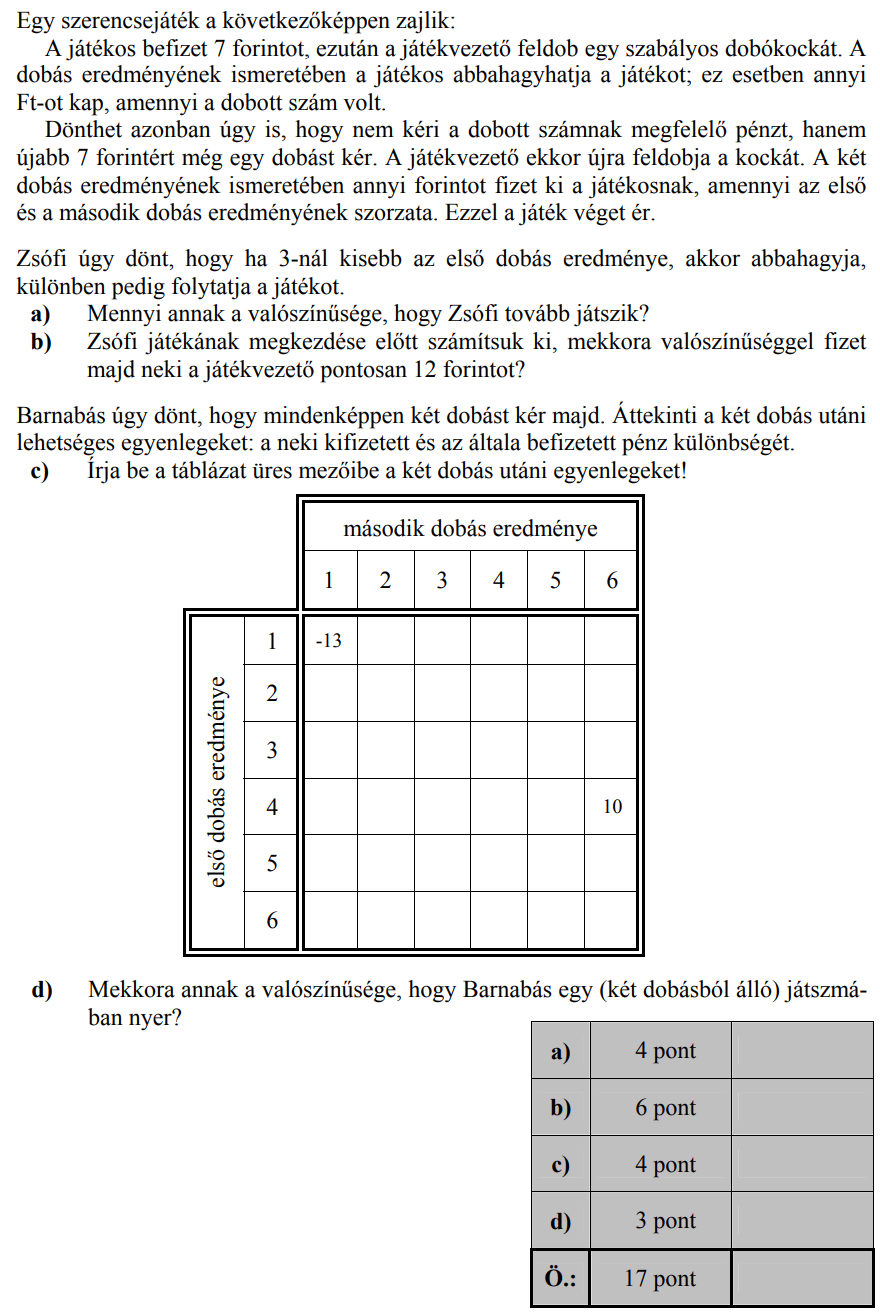 Egy szerencsejáték a következőképpen zajlik:
A játékos befizet 7 forintot, ezután a játékvezető feldob egy szabályos dobókockát. A
dobás eredményének ismeretében a játékos abbahagyhatja a játékot; ez esetben annyi
Ft-ot kap, amennyi a dobott szám volt.
Dönthet azonban úgy is, hogy nem kéri a dobott számnak megfelelő pénzt, hanem
újabb 7 forintért még egy dobást kér. A játékvezető ekkor újra feldobja a kockát. A két
dobás eredményének ismeretében annyi forintot fizet ki a játékosnak, amennyi az első
és a második dobás eredményének szorzata. Ezzel a játék véget ér.
Zsófi úgy dönt, hogy ha 3-nál kisebb az első dobás eredménye, akkor abbahagyja,
különben pedig folytatja a játékot.
a) Mennyi annak a valószínűsége, hogy Zsófi tovább játszik?
b) Zsófi játékának megkezdése előtt számítsuk ki, mekkora valószínűséggel fizet
majd neki a játékvezető pontosan 12 forintot?
Barnabás úgy dönt, hogy mindenképpen két dobást kér majd. Áttekinti a két dobás utáni
lehetséges egyenlegeket: a neki kifizetett és az általa befizetett pénz különbségét.
c) Írja be a táblázat üres mezőibe a két dobás utáni egyenlegeket!
második dobás eredménye
1 2 3 4 5 6
első dobás eredménye
1 -13
2
3
4 10
5
6
d) Mekkora annak a valószínűsége, hogy Barnabás egy (két dobásból álló) játszmá-
ban nyer?
a) 4 pont
b) 6 pont
c) 4 pont
d) 3 pont
Ö.: 17 pont